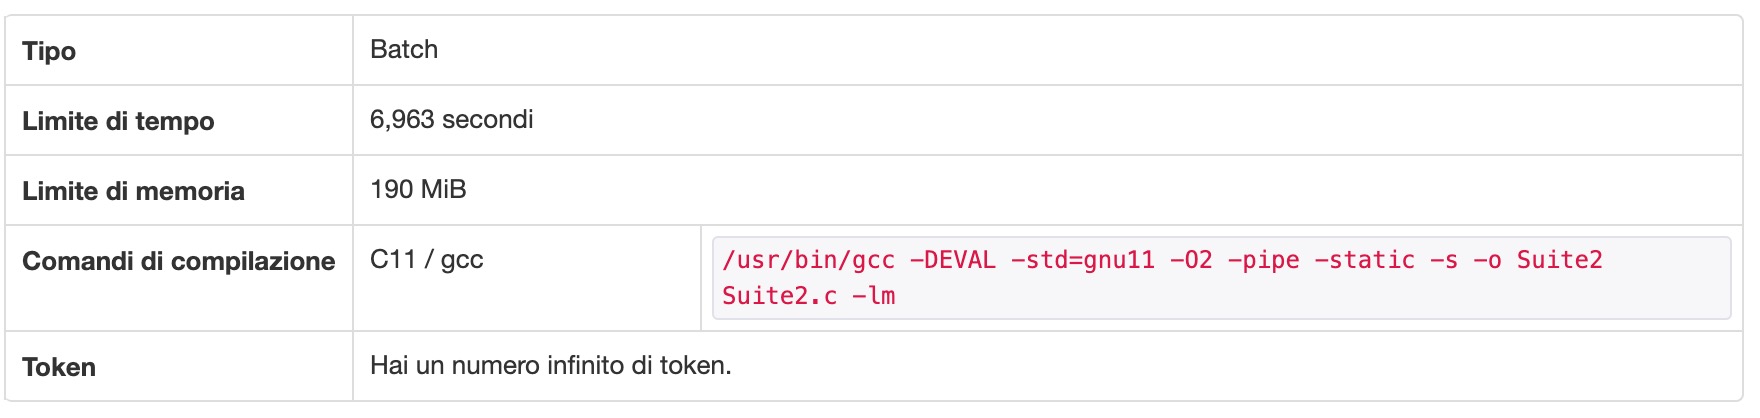 Tipo Batch
Limite di tempo 6,963 secondi
Limite di memoria 190 MiB
Comandi di compilazione C11 / gcc /usr/bin/gcc -DEVAL -std=gnu11 -O2 -pipe -static -s -o Suite2
Suite2.c -lm
Token Hai un numero infinito di token.